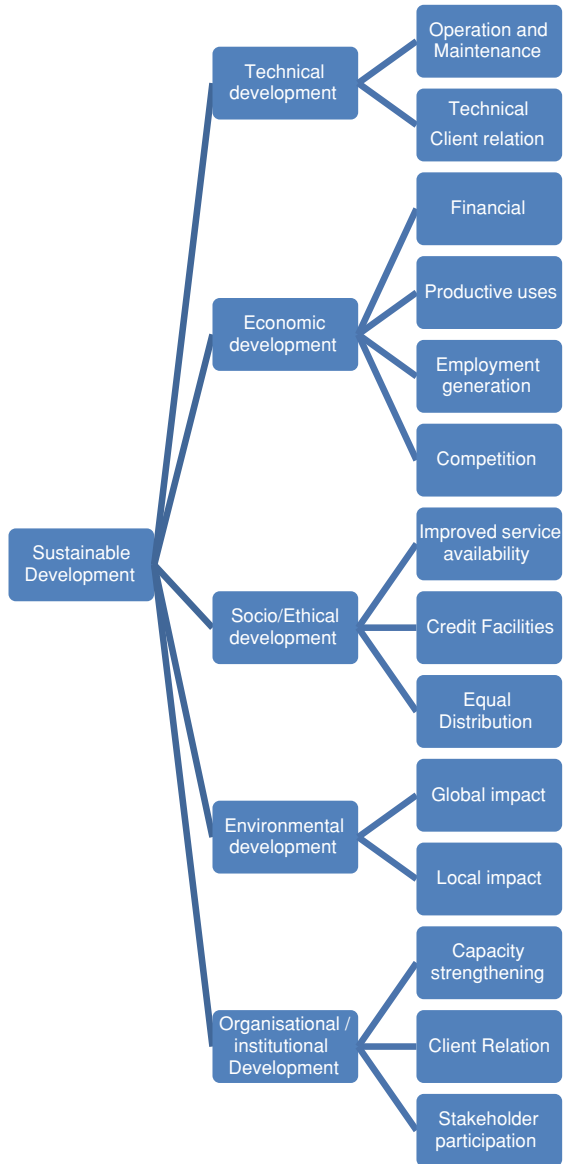 Sustainable
Development
Technical
development
Operation and
Maintenance
Technical
Client relation
Economic
development
Financial
Productive uses
Employment
generation
Competition
Socio/Ethical
development
Improved service
availability
Credit Facilities
Equal
Distribution
Environmental
development
Global impact
Local impact
Organisational /
institutional
Development
Capacity
strengthening
Client Relation
Stakeholder
participation